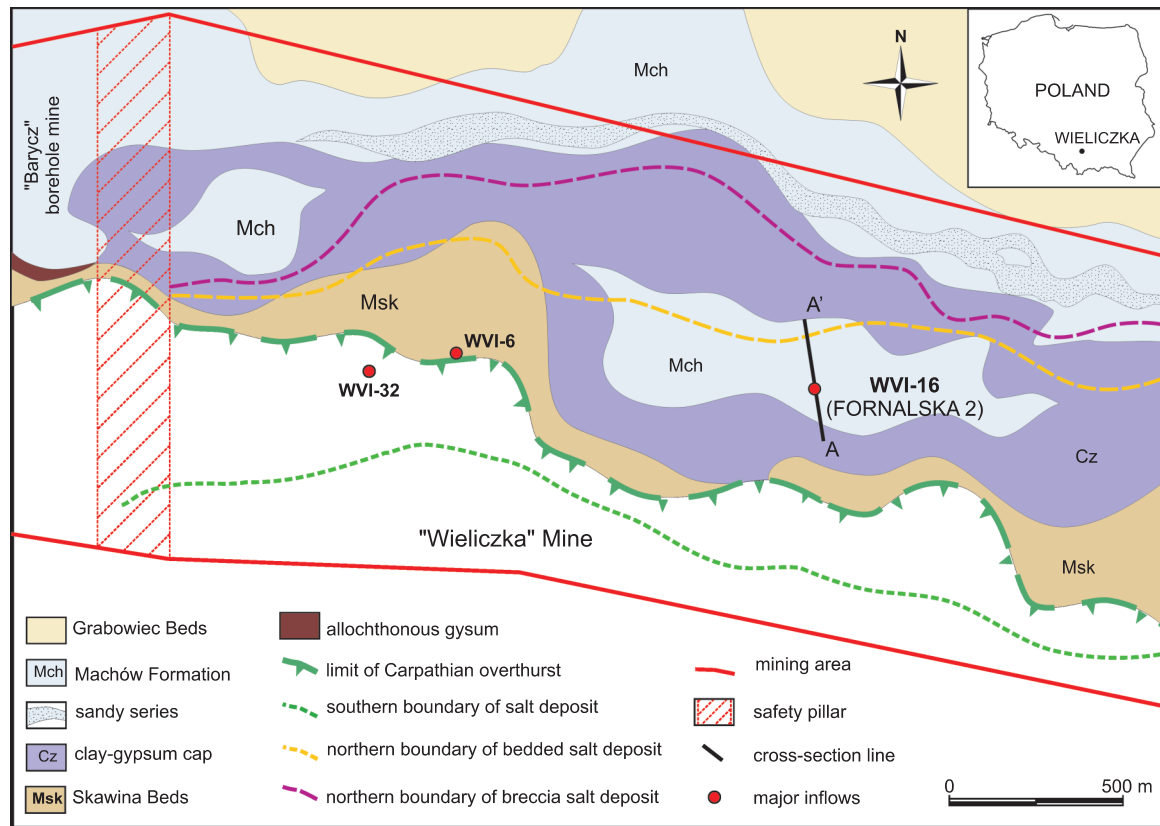 "Barycz"
borehole mine
Mch
N
POLAND
WIELICZKA
Mch
Msk
WVI-6
WVI-32
A'
Mch
WVI-16
(FORNALSKA 2)
A
Cz
"Wieliczka" Mine
Msk
Grabowiec Beds
Mch Machów Formation
sandy series
Cz clay-gypsum cap
Msk Skawina Beds
allochthonous gysum
limit of Carpathian overthurst
southern boundary of salt deposit
northern boundary of bedded salt deposit
northern boundary of breccia salt deposit
mining area
safety pillar
cross-section line
major inflows
0 500 m